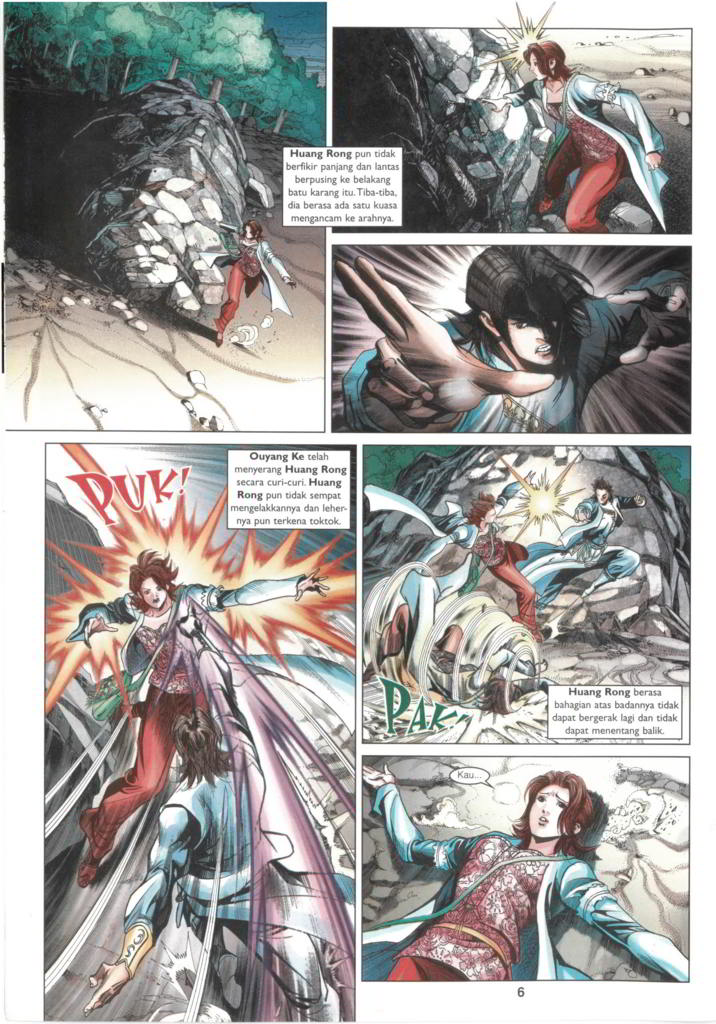 Huang Rong pun tidak
berfikir panjang dan lantas
berpusing ke belakang
batu karang itu. Tiba-tiba,
dia berasa ada satu kuasa
mengancam ke arahnya.
PUK!
Ouyang Ke telah
menyerang Huang Rong
secara curi-curi. Huang
Rong pun tidak sempat
mengelakkannya dan leher-
nya pun terkena toktok.
PAK!
Huang Rong berasa
bahagian atas badannya tidak
dapat bergerak lagi dan tidak
dapat menentang balik.
Kau...
6